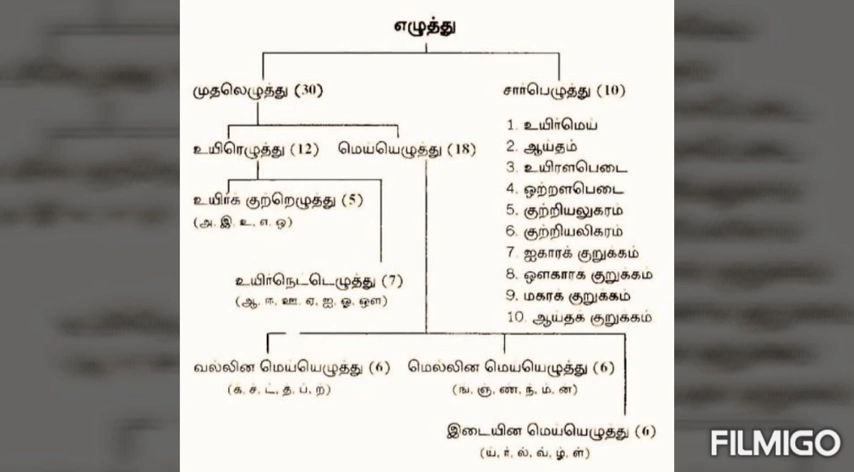 எழுத்து
முதலெழுத்து (30)
சார்பெழுத்து (10)
உயிரெழுத்து (12)
மெய்யெழுத்து (18)
உயிர்க் குற்றெழுத்து (5)
(அ. இ. உ, எ. ஒ)
உயிர்நெட்டெழுத்து (7)
(ஆ. ஈ. ஊ. ஏ. ஐ. ஓ. ஔ)
1. உயிர்மெய்
2. ஆய்தம்
3. உயிரளபெடை
4. ஒற்றளபெடை
5. குற்றியலுகரம்
6. குற்றியலிகரம்
7. ஐகாரக் குறுக்கம்
8. ஔகாரக் குறுக்கம்
9. மகரக் குறுக்கம்
10. ஆய்தக் குறுக்கம்
வல்லின மெய்யெழுத்து (6)
(க். ச். ட். த். ப். ற்)
மெல்லின மெய்யெழுத்து (6)
(ங், ஞ், ண், ந், ம், ன்)
இடையின மெய்யெழுத்து (6)
(ய். ர். ல். வ். ழ். ள்)
FILMIGO